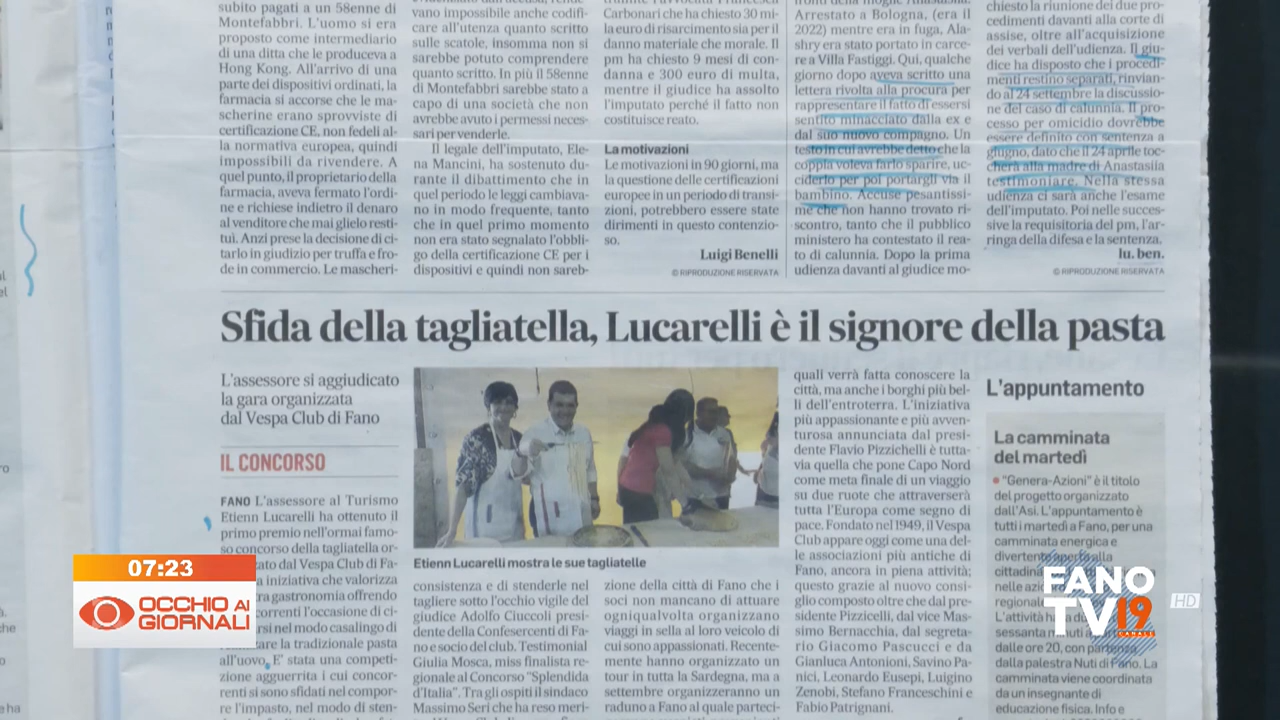 subito pagati a un 58enne di
Montefabbri. L'uomo si era
proposto come intermediario
di una ditta che le produceva a
Hong Kong. All'arrivo di una
parte dei dispositivi ordinati, la
farmacia si accorse che le ma-
scherine erano sprovviste di
certificazione CE, non fedeli al-
la normativa europea, quindi
impossibili da rivendere. A
quel punto, il proprietario della
farmacia, aveva fermato l'ordi-
ne e richiese indietro il denaro
al venditore che mai glielo resti-
tuì. Anzi prese la decisione di ci-
tarlo in giudizio per truffa e fro-
de in commercio. Le mascheri-
vano impossibile anche codifi-
care all'utenza quanto scritto
sulle scatole, insomma non si
sarebbe potuto comprendere
quanto scritto. In più il 58enne
di Montefabbri sarebbe stato a
capo di una società che non
avrebbe avuto i permessi neces-
sari per venderle.
Il legale dell'imputato, Ele-
na Mancini, ha sostenuto du-
rante il dibattimento che in
quel periodo le leggi cambiava-
no in modo frequente, tanto
che in quel primo momento
non era stato segnalato l'obbli-
go della certificazione CE per i
dispositivi e quindi non sareb-
Carbonari che ha chiesto 30 mi-
la euro di risarcimento sia per il
danno materiale che morale. Il
pm ha chiesto 9 mesi di con-
danna e 300 euro di multa,
mentre il giudice ha assolto
l'imputato perché il fatto non
costituisce reato.
La motivazioni
Le motivazioni in 90 giorni, ma
la questione delle certificazioni
europee in un periodo di transi-
zioni, potrebbero essere state
dirimenti in questo contenzio-
so.
Luigi Benelli
© RIPRODUZIONE RISERVATA
Arrestato a Bologna, (era il
2022) mentre era in fuga, Ala-
shry era stato portato in carce-
re a Villa Fastiggi. Qui, qualche
giorno dopo aveva scritto una
lettera rivolta alla procura per
rappresentare il fatto di essersi
sentito minacciato dalla ex e
dal suo nuovo compagno. Un
testo in cui avrebbe detto che la
coppia voleva farlo sparire, uc-
ciderlo per poi portargli via il
bambino. Accuse pesantissi-
me che non hanno trovato ri-
scontro, tanto che il pubblico
ministero ha contestato il rea-
to di calunnia. Dopo la prima
udienza davanti al giudice mo-
chiesto la riunione dei due pro-
cedimenti davanti alla corte di
assise, oltre all'acquisizione
dei verbali dell'udienza. Il giu-
dice ha disposto che i procedi-
menti restino separati, rinvian-
do al 24 settembre la discussio-
ne del caso di calunnia. Il pro-
cesso per omicidio dovrebbe
essere definito con sentenza a
giugno, dato che il 24 aprile toc-
cherà alla madre di Anastasiia
testimoniare. Nella stessa
udienza ci sarà anche l'esame
dell'imputato. Poi nelle succes-
sive la requisitoria del pm, l'ar-
ringa della difesa e la sentenza.
lu. ben.
© RIPRODUZIONE RISERVATA
Sfida della tagliatella, Lucarelli è il signore della pasta
L'assessore si aggiudicato
la gara organizzata
dal Vespa Club di Fano
IL CONCORSO
FANO L'assessore al Turismo
Etienn Lucarelli ha ottenuto il
primo premio nell'ormai famo-
so concorso della tagliatella or-
dal Vespa Club di Fa-
iniziativa che valorizza
gastronomia offrendo
l'occasione di ci-
nel modo casalingo di
la tradizionale pasta
all'uovo. E' stata una competi-
zione agguerrita i cui concor-
renti si sono sfidati nel compor-
re l'impasto, nel modo di sten-
Etienn Lucarelli mostra le sue tagliatelle
consistenza e di stenderle nel
tagliere sotto l'occhio vigile del
giudice Adolfo Ciuccoli presi-
dente della Confesercenti di Fa-
no e socio del club. Testimonial
Giulia Mosca, miss finalista re-
gionale al Concorso "Splendida
d'Italia". Tra gli ospiti il sindaco
Massimo Seri che ha reso meri-
zione della città di Fano che i
soci non mancano di attuare
ogniqualvolta organizzano
viaggi in sella al loro veicolo di
cui sono appassionati. Recente-
mente hanno organizzato un
tour in tutta la Sardegna, ma a
settembre organizzeranno un
raduno a Fano al quale parteci-
quali verrà fatta conoscere la
città, ma anche i borghi più bel-
li dell'entroterra. L'iniziativa
più appassionante e più avven-
turosa annunciata dal presi-
dente Flavio Pizzichelli è tutta-
via quella che pone Capo Nord
come meta finale di un viaggio
su due ruote che attraverserà
tutta l'Europa come segno di
pace. Fondato nel 1949, il Vespa
Club appare oggi come una del-
le associazioni più antiche di
Fano, ancora in piena attività;
questo grazie al nuovo consi-
glio composto oltre che dal pre-
sidente Pizzicelli, dal vice Mas-
simo Bernacchia, dal segreta-
rio Giacomo Pascucci e da
Gianluca Antonioni, Savino Pa-
nici, Leonardo Eusepi, Luigino
Zenobi, Stefano Franceschini e
Fabio Patrignani.
L'appuntamento
La camminata
del martedì
"Genera-Azioni" è il titolo
del progetto organizzato
dall'Asi. L'appuntamento è
tutti i martedì a Fano, per una
camminata energica e
divertente aperta alla
cittadinanza
nelle
regionale
L'attività ha
sessanta minuti
dalle ore 20, con partenza
dalla palestra Nuti di Fano. La
camminata viene coordinata
da un insegnante di
educazione fisica. Info e
07:23
OCCHIO AI
GIORNALI
FANO
TV19
CANALE
HD